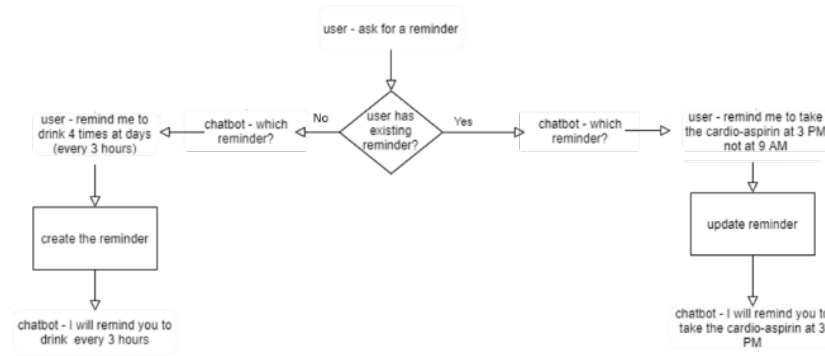 user - ask for a reminder
user has
existing
reminder?
No
Yes
chatbot - which
reminder?
user - remind me to
drink 4 times at days
(every 3 hours)
create the reminder
chatbot - I will remind you to
drink every 3 hours
chatbot - which
reminder?
user - remind me to take
the cardo-aspirin at 3 PM
not at 9 AM
update reminder
chatbot - I will remind you to
take the cardo-aspirin at 3
PM